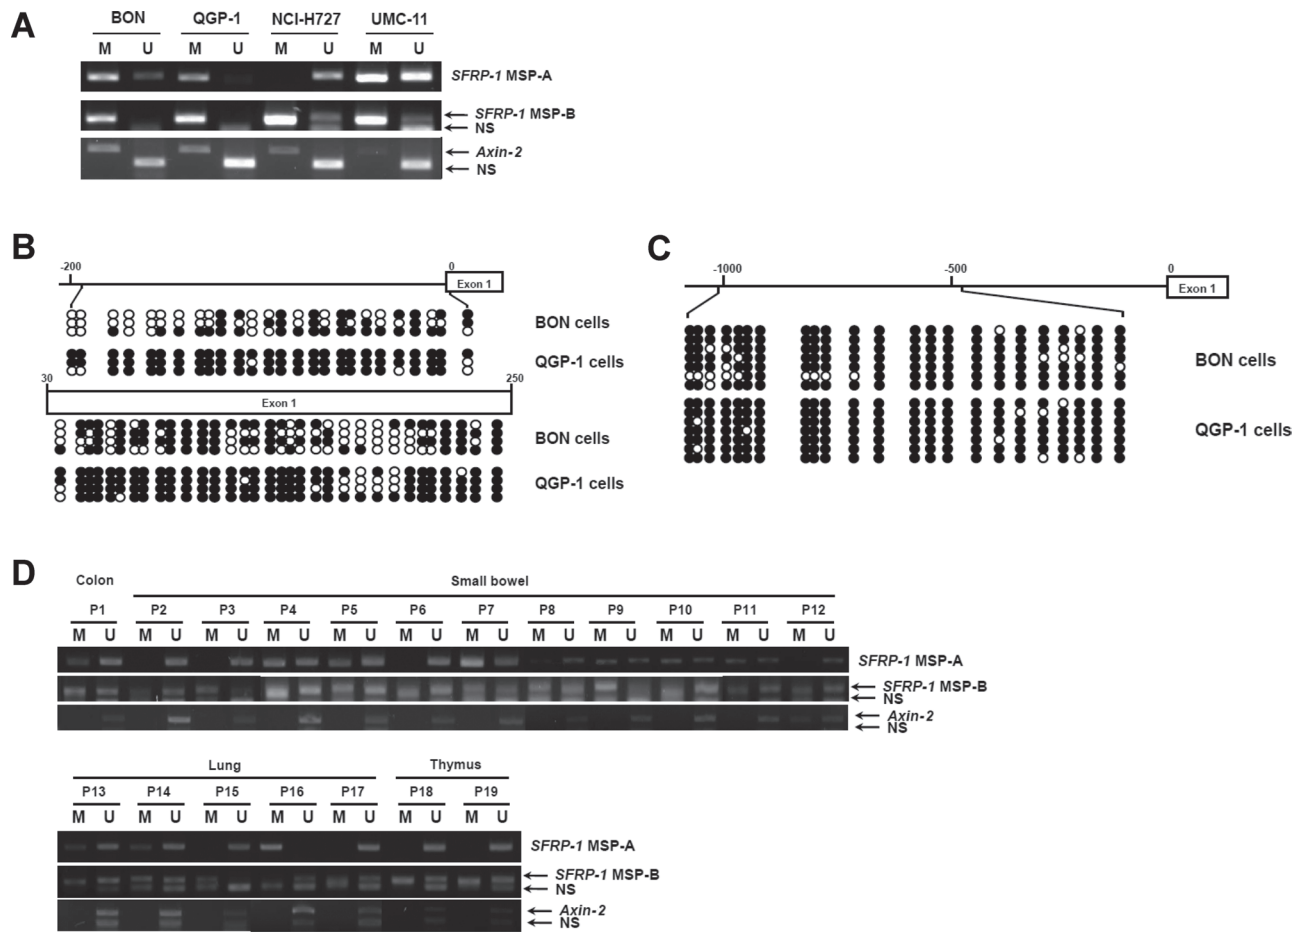 A
BON QGP-1 NCI-H727 UMC-11
M U M U M U M U
SFRP-1 MSP-A
SFRP-1 MSP-B
NS
Axin-2
NS
B
-200 0
Exon 1
BON cells
QGP-1 cells
30 250
Exon 1
BON cells
QGP-1 cells
C
-1000 -500 0
Exon 1
BON cells
QGP-1 cells
D
Colon Small bowel
P1 P2 P3 P4 P5 P6 P7 P8 P9 P10 P11 P12
M U M U M U M U M U M U M U M U M U M U M U M U
SFRP-1 MSP-A
SFRP-1 MSP-B
NS
Axin-2
NS
Lung Thymus
P13 P14 P15 P16 P17 P18 P19
M U M U M U M U M U M U M U
SFRP-1 MSP-A
SFRP-1 MSP-B
NS
Axin-2
NS